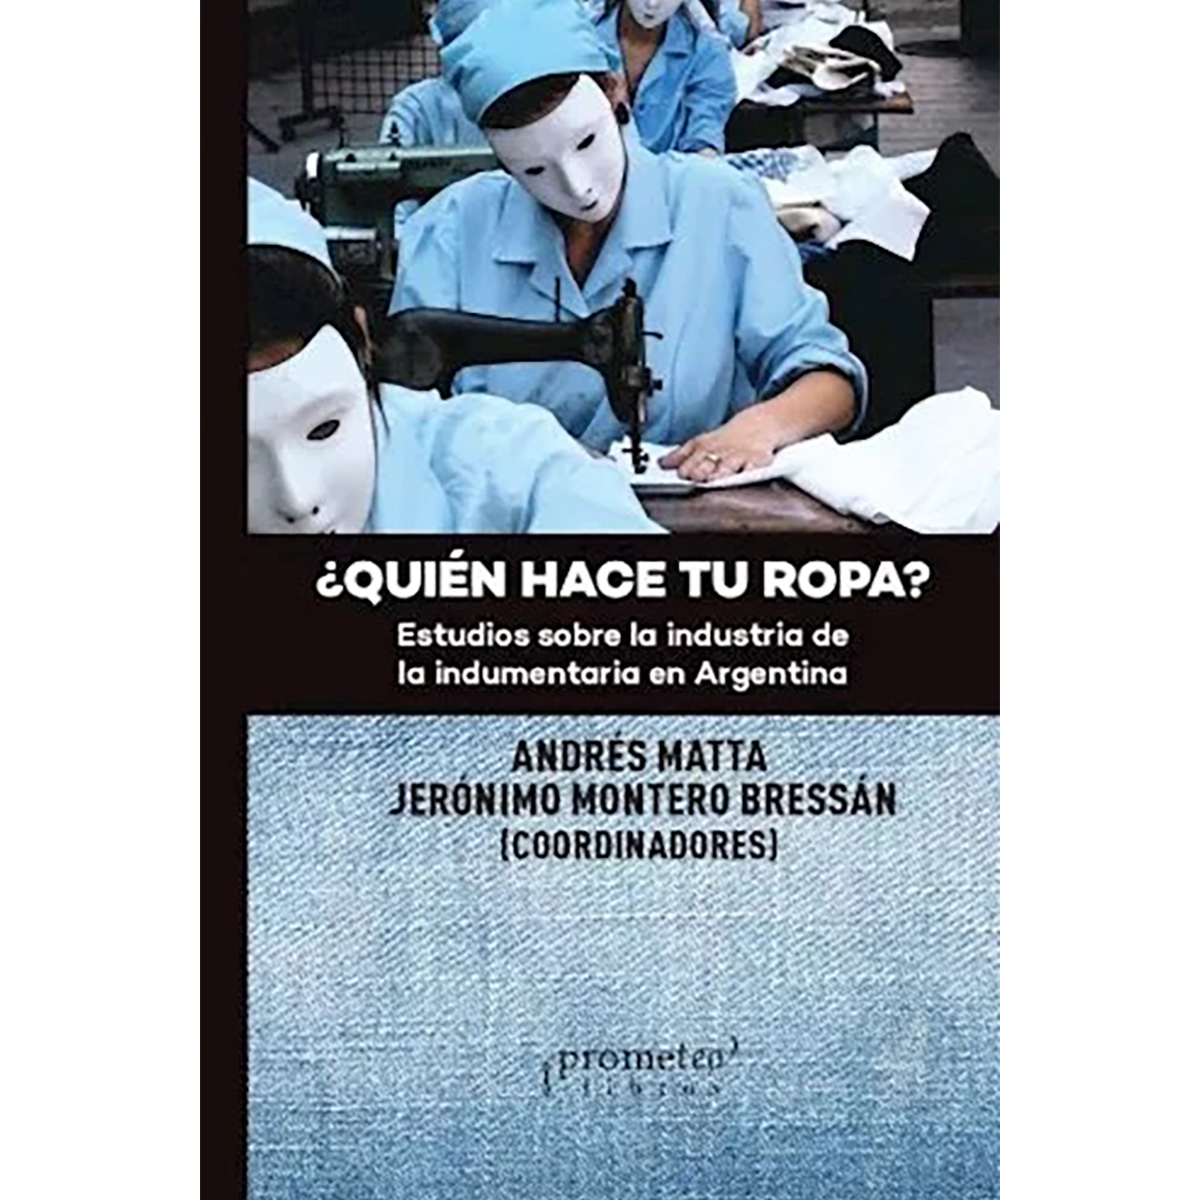 ¿QUIÉN HACE TU ROPA?
Estudios sobre la industria de
la indumentaria en Argentina
ANDRÉS MATTA
JERÓNIMO MONTERO BRESSÁN
(COORDINADORES)
prometeo
libros